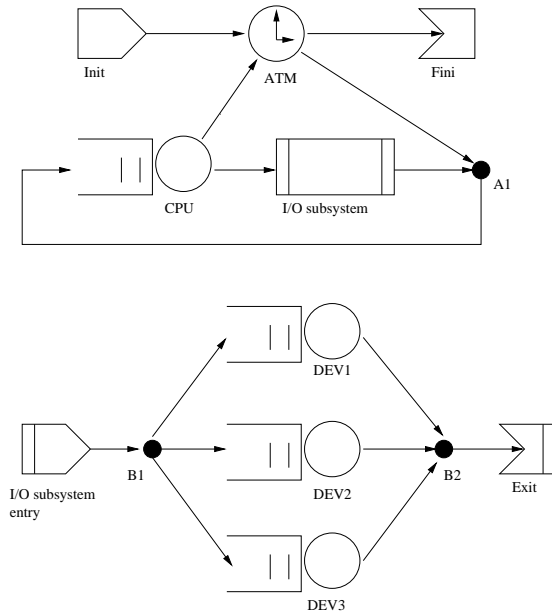 Init
ATM
Fini
CPU
I/O subsystem
A1
DEV1
I/O subsystem
entry
B1
DEV2
B2
Exit
DEV3